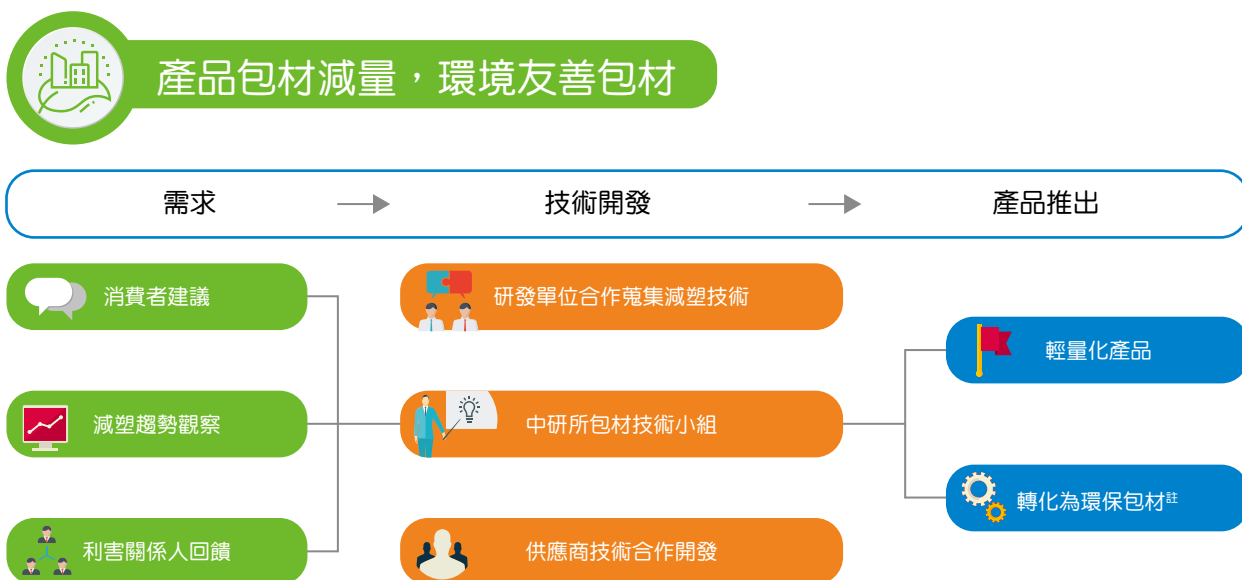 產品包材減量，環境友善包材
需求
技術開發
產品推出
消費者建議
減塑趨勢觀察
利害關係人回饋
研發單位合作蒐集減塑技術
中研所包材技術小組
供應商技術合作開發
輕量化產品
轉化為環保包材註